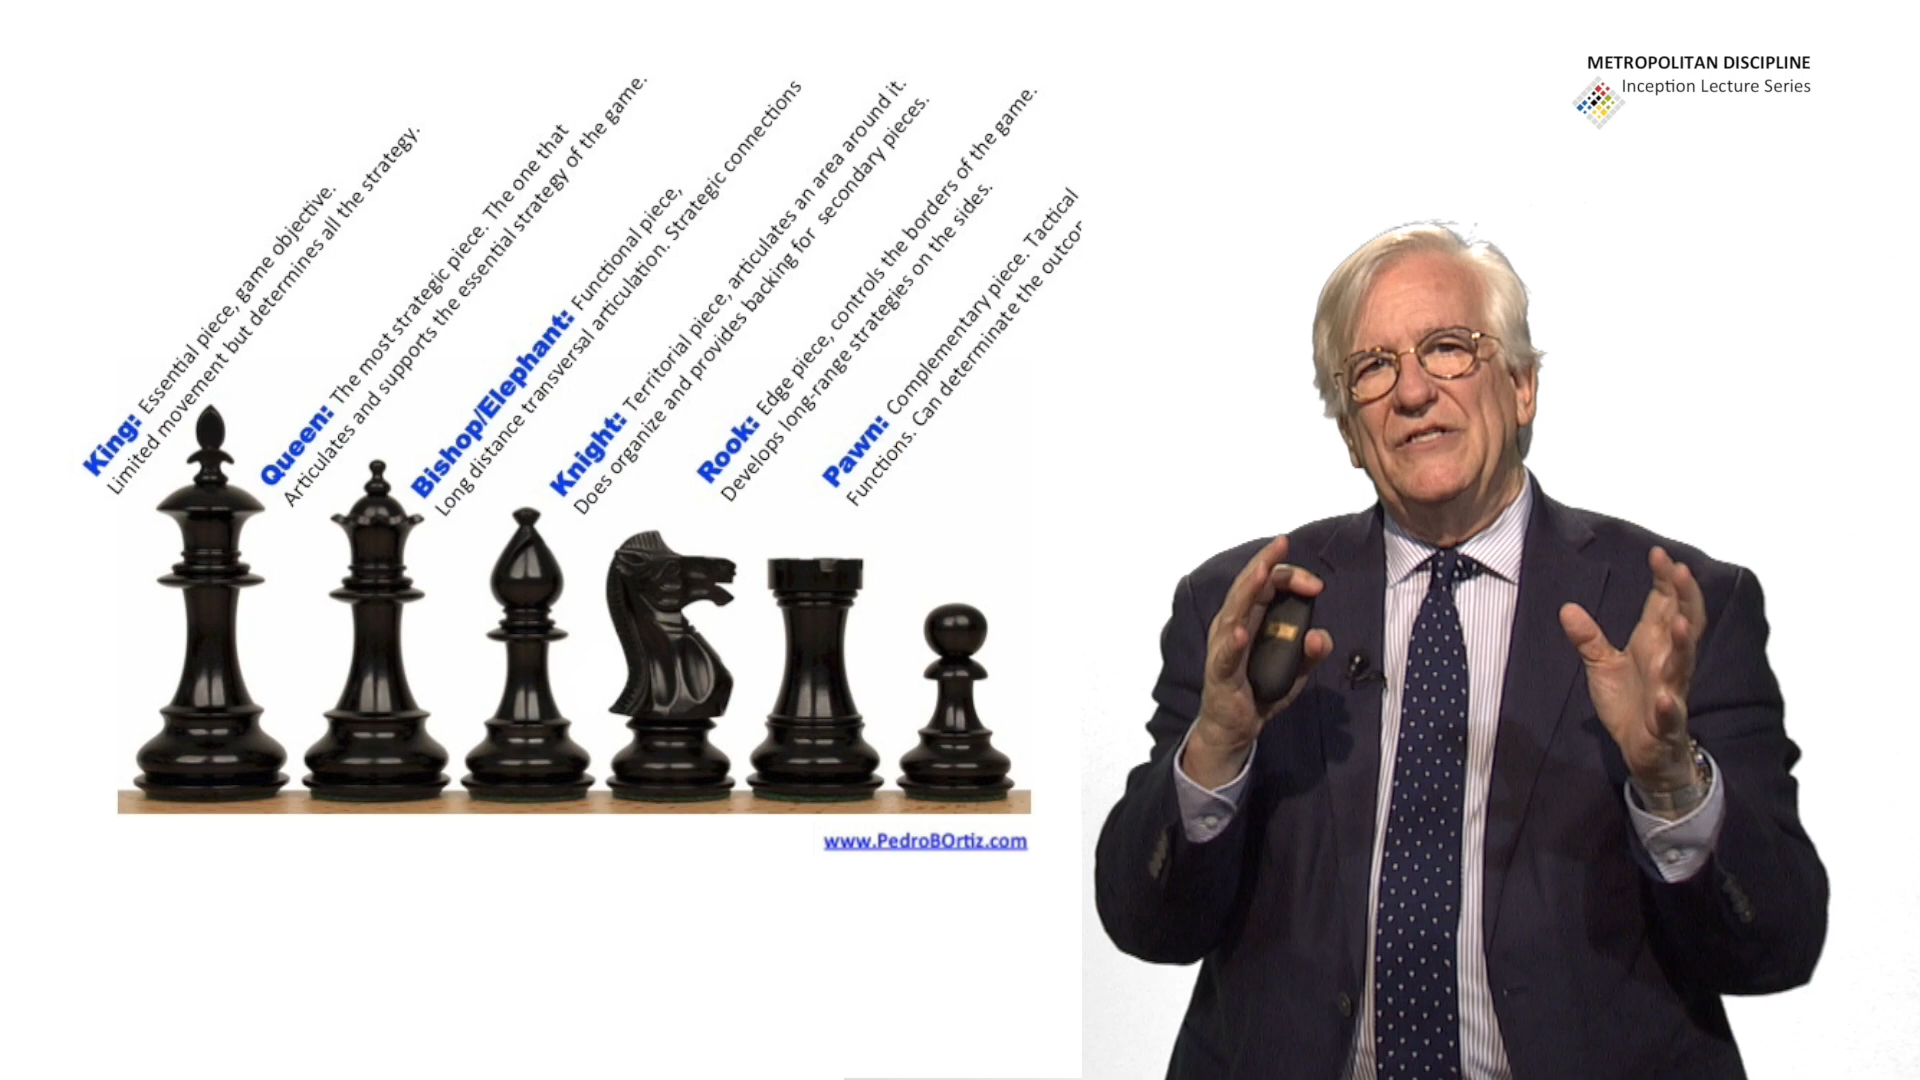 METROPOLITAN DISCIPLINE
Inception Lecture Series
King: Essential piece, game objective.
Limited movement but determines all the strategy.
Queen: The most strategic piece. The one that
Articulates and supports the essential strategy of the game.
Bishop/Elephant: Functional piece,
Long distance transversal articulation. Strategic connections
Knight: Territorial piece, articulates an area around it.
Does organize and provides backing for secondary pieces.
Rook: Edge piece, controls the borders of the game.
Develops long-range strategies on the sides.
Pawn: Complementary piece. Tactical
Functions. Can determinate the
www.PedroBOrtiz.com